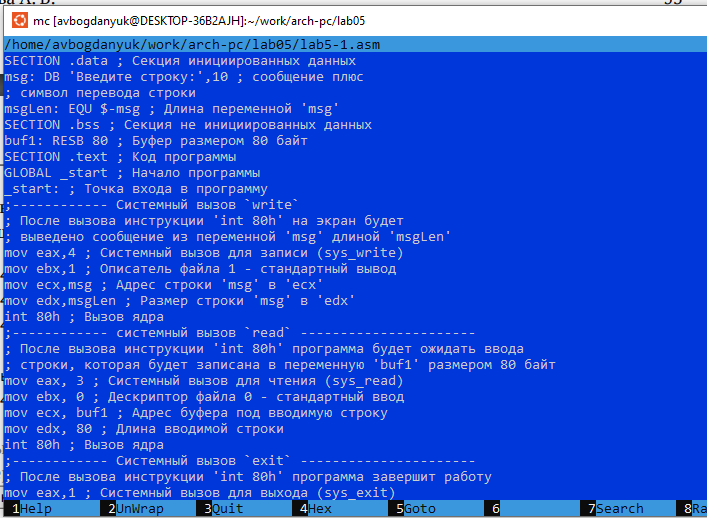 ва А. В.
mc [avbogdanyuk@DESKTOP-36B2AJH]:~/work/arch-pc/lab05
/home/avbogdanyuk/work/arch-pc/lab05/lab5-1.asm
SECTION .data ; Секция инициированных данных
msg: DB 'Введите строку:',10 ; сообщение плюс
; символ перевода строки
msgLen: EQU $-msg ; Длина переменной 'msg'
SECTION .bss ; Секция не инициированных данных
buf1: RESB 80 ; Буфер размером 80 байт
SECTION .text ; Код программы
GLOBAL _start ; Начало программы
_start: ; Точка входа в программу
;------------ Системный вызов `write`
; После вызова инструкции 'int 80h' на экран будет
; выведено сообщение из переменной 'msg' длиной 'msgLen'
mov eax,4 ; Системный вызов для записи (sys_write)
mov ebx,1 ; Описатель файла 1 - стандартный вывод
mov ecx,msg ; Адрес строки 'msg' в 'ecx'
mov edx,msgLen ; Размер строки 'msg' в 'edx'
int 80h ; Вызов ядра
;------------ системный вызов `read` ----------------------
; После вызова инструкции 'int 80h' программа будет ожидать ввода
; строки, которая будет записана в переменную 'buf1' размером 80 байт
mov eax, 3 ; Системный вызов для чтения (sys_read)
mov ebx, 0 ; Дескриптор файла 0 - стандартный ввод
mov ecx, buf1 ; Адрес буфера под вводимую строку
mov edx, 80 ; Длина вводимой строки
int 80h ; Вызов ядра
;------------ Системный вызов `exit` ----------------------
; После вызова инструкции 'int 80h' программа завершит работу
mov eax,1 ; Системный вызов для выхода (sys_exit)
1Help 2UnWrap 3Quit 4Hex 5Goto 6 7Search 8Ra